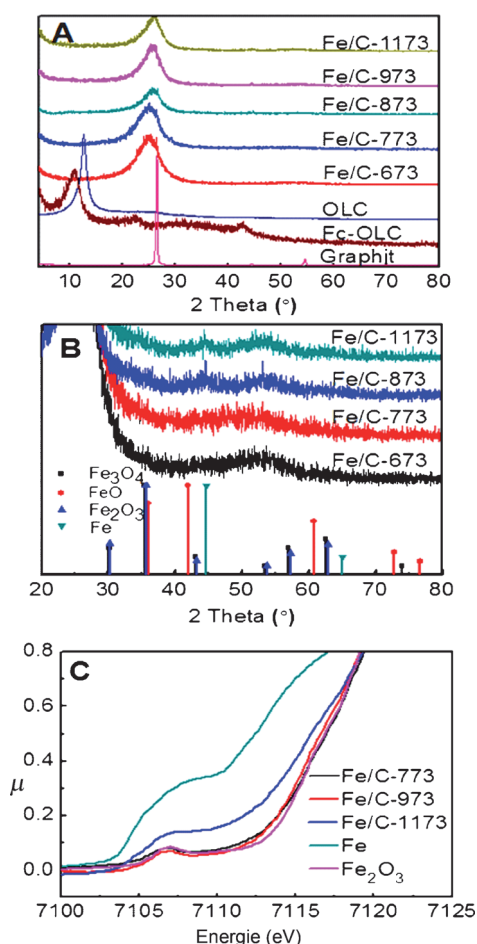 A
Fe/C-1173
Fe/C-973
Fe/C-873
Fe/C-773
Fe/C-673
OLC
Fc-OLC
Graphjt
10 20 30 40 50 60 70 80
2 Theta (°)
B
Fe/C-1173
Fe/C-873
Fe/C-773
Fe/C-673
Fe₃O₄
FeO
Fe₂O₃
Fe
20 30 40 50 60 70 80
2 Theta (°)
C
0.8
0.6
0.4
0.2
0.0
μ
Fe/C-773
Fe/C-973
Fe/C-1173
Fe
Fe₂O₃
7100 7105 7110 7115 7120 7125
Energie (eV)